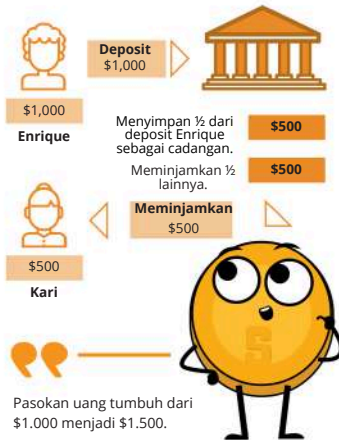 Deposit
$1,000
$1,000
Enrique
Menyimpan ½ dari
deposit Enrique
sebagai cadangan.
$500
Meminjamkan ½
lainnya.
$500
Meminjamkan
$500
$500
Kari
S
Pasokan uang tumbuh dari
$1.000 menjadi $1.500.